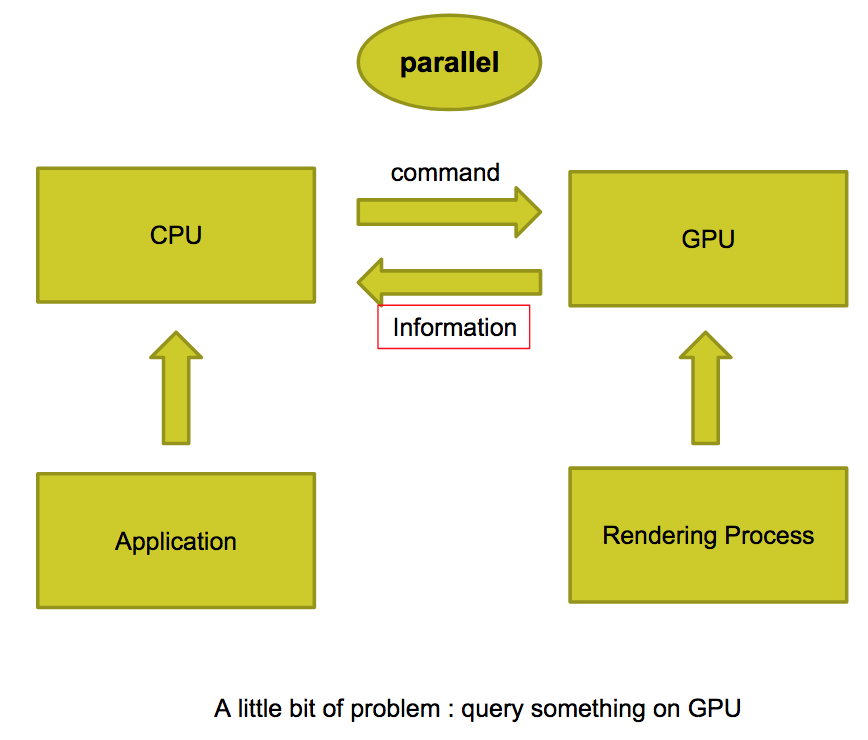 parallel
command
CPU
GPU
Information
Application
Rendering Process
A little bit of problem : query something on GPU